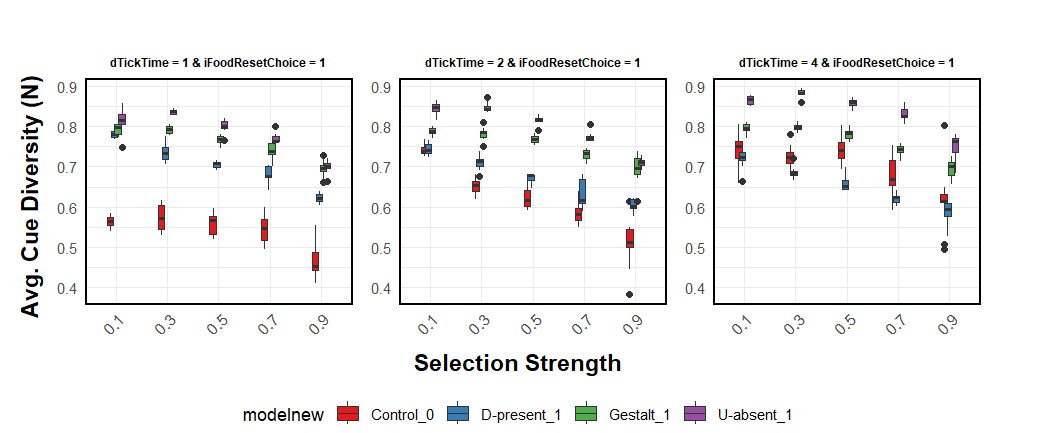 dTickTime = 1 & iFoodResetChoice = 1
dTickTime = 2 & iFoodResetChoice = 1
dTickTime = 4 & iFoodResetChoice = 1
Avg. Cue Diversity (N)
0.9
0.8
0.7
0.6
0.5
0.4
0.9
0.8
0.7
0.6
0.5
0.4
0.9
0.8
0.7
0.6
0.5
0.4
0.1 0.3 0.5 0.7 0.9
0.1 0.3 0.5 0.7 0.9
0.1 0.3 0.5 0.7 0.9
Selection Strength
modelnew Control_0 D-present_1 Gestalt_1 U-absent_1